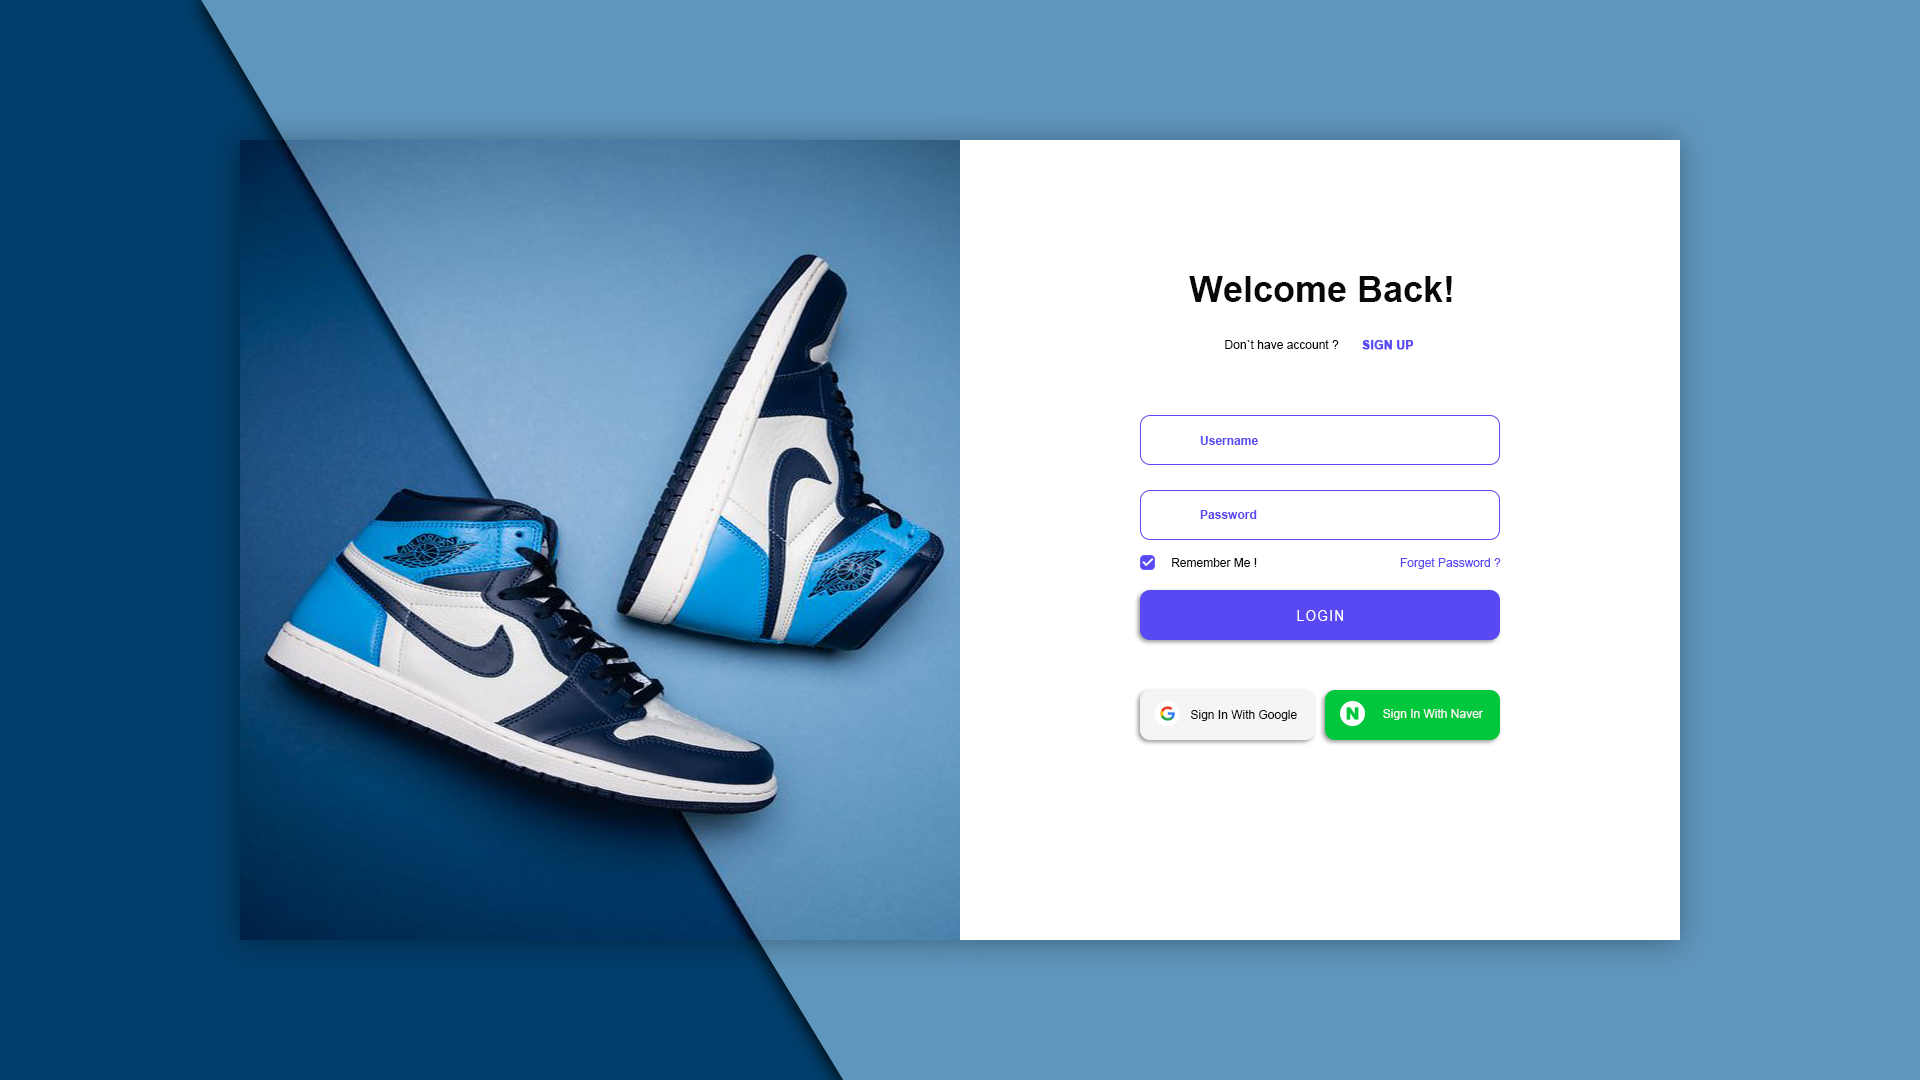 Welcome Back!
Don`t have account ? SIGN UP
Username
Password
Remember Me ! Forget Password ?
LOGIN
Sign In With Google
N Sign In With Naver